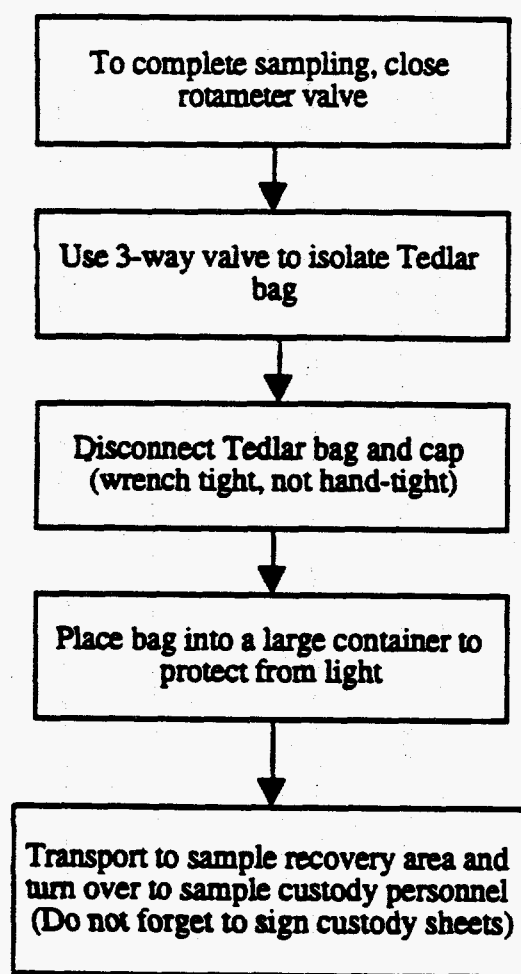 To complete sampling, close
rotameter valve
Use 3-way valve to isolate Tedlar
bag
Disconnect Tedlar bag and cap
(wrench tight, not hand-tight)
Place bag into a large container to
protect from light
Transport to sample recovery area and
turn over to sample custody personnel
(Do not forget to sign custody sheets)